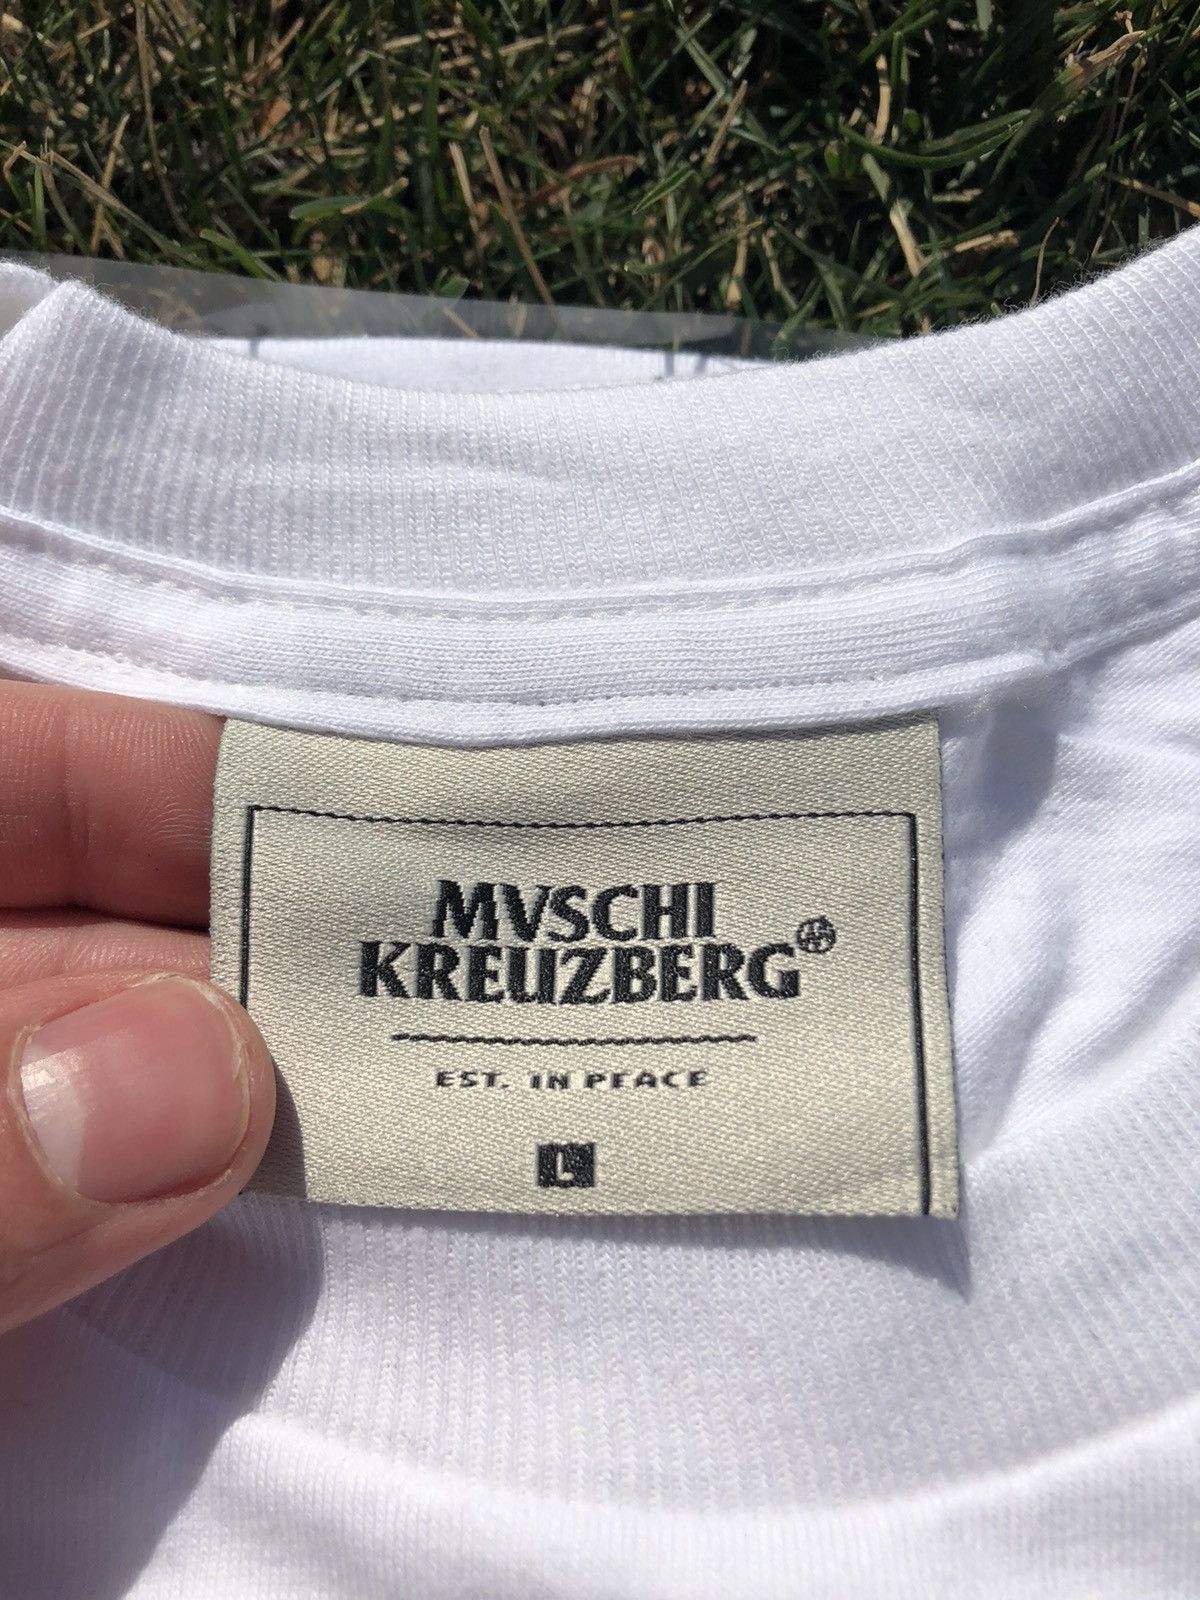 MVSCHI
KREUZBERG
EST. IN PEACE
L